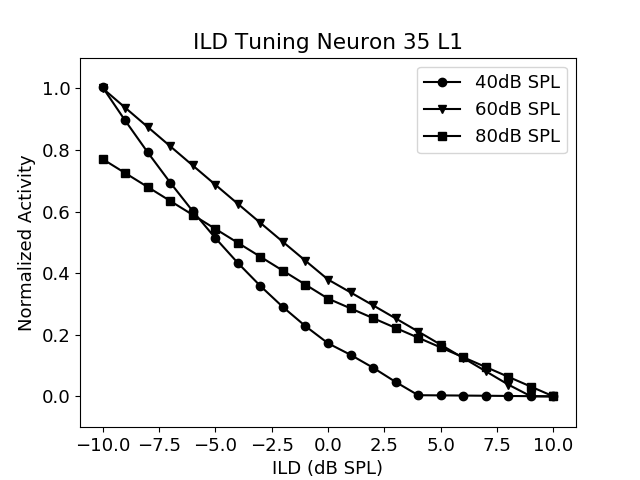 ILD Tuning Neuron 35 L1
40dB SPL
60dB SPL
80dB SPL
Normalized Activity
1.0
0.8
0.6
0.4
0.2
0.0
−10.0 −7.5 −5.0 −2.5 0.0 2.5 5.0 7.5 10.0
ILD (dB SPL)